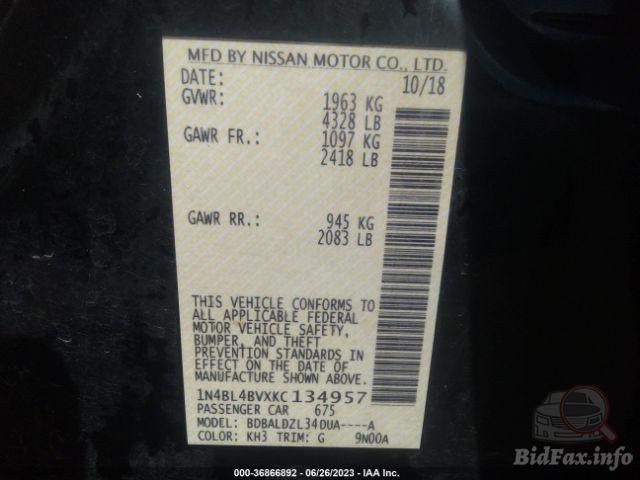 MFD BY NISSAN MOTOR CO., LTD.
DATE: 10/18
GVWR: 1963 KG
4328 LB
GAWR FR.: 1097 KG
2418 LB
GAWR RR.: 945 KG
2083 LB
THIS VEHICLE CONFORMS TO
ALL APPLICABLE FEDERAL
MOTOR VEHICLE SAFETY,
BUMPER, AND THEFT
PREVENTION STANDARDS IN
EFFECT ON THE DATE OF
MANUFACTURE SHOWN ABOVE.
1N4BL4BVXKC134957
PASSENGER CAR 675
MODEL: BDBALDZL34DUA----A
COLOR: KH3 TRIM: G 9N00A
000-36866892 - 06/26/2023 - IAA Inc.
BidFax.info